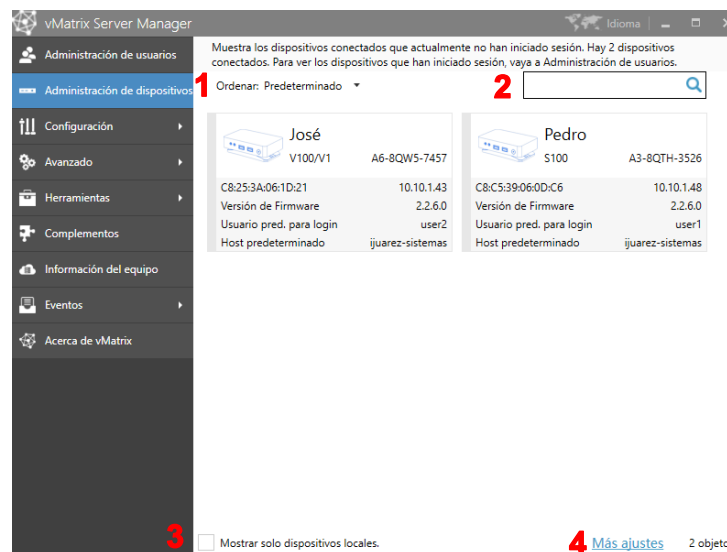 vMatrix Server Manager
Idioma
Administración de usuarios
Administración de dispositivos
Configuración
Avanzado
Herramientas
Complementos
Información del equipo
Eventos
Acerca de vMatrix
Muestra los dispositivos conectados que actualmente no han iniciado sesión. Hay 2 dispositivos
conectados. Para ver los dispositivos que han iniciado sesión, vaya a Administración de usuarios.
1 Ordenar: Predeterminado
2
José
V100/V1 A6-8QW5-7457
C8:25:3A:06:1D:21 10.10.1.43
Versión de Firmware 2.2.6.0
Usuario pred. para login user2
Host predeterminado ijuarez-sistemas
Pedro
S100 A3-8QTH-3526
C8:C5:39:06:0D:C6 10.10.1.48
Versión de Firmware 2.2.6.0
Usuario pred. para login user1
Host predeterminado ijuarez-sistemas
3 Mostrar solo dispositivos locales.
4 Más ajustes 2 objeto